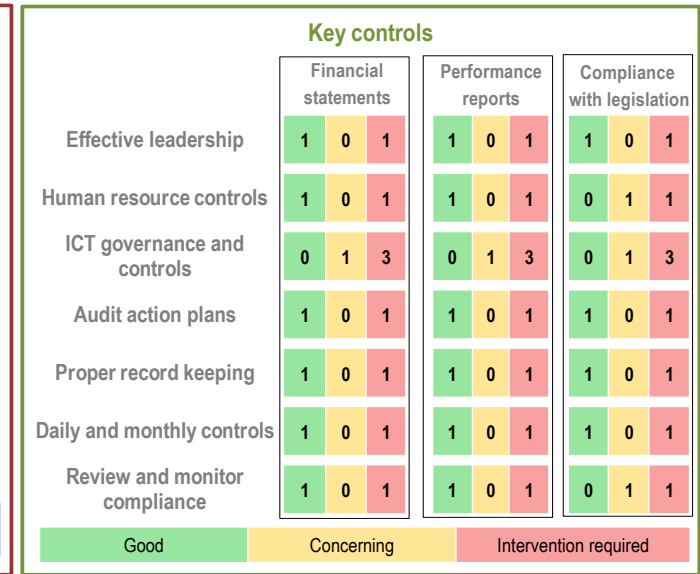 Key controls
Financial statements Performance reports Compliance with legislation
Effective leadership 1 0 1 1 0 1 1 0 1
Human resource controls 1 0 1 1 0 1 0 1 1
ICT governance and controls 0 1 3 0 1 3 0 1 3
Audit action plans 1 0 1 1 0 1 1 0 1
Proper record keeping 1 0 1 1 0 1 1 0 1
Daily and monthly controls 1 0 1 1 0 1 1 0 1
Review and monitor compliance 1 0 1 1 0 1 0 1 1
Good Concerning Intervention required